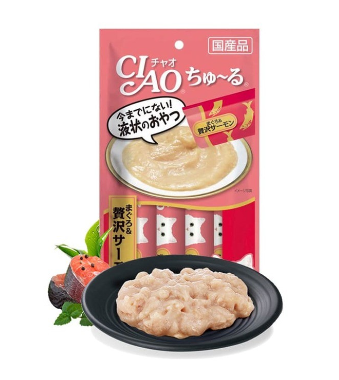 国産品
チャオ
CIAO ちゅ〜る
今までにない!
液状のおやつ
まぐろ&
贅沢サーモン
まぐろ&
贅沢サーモ